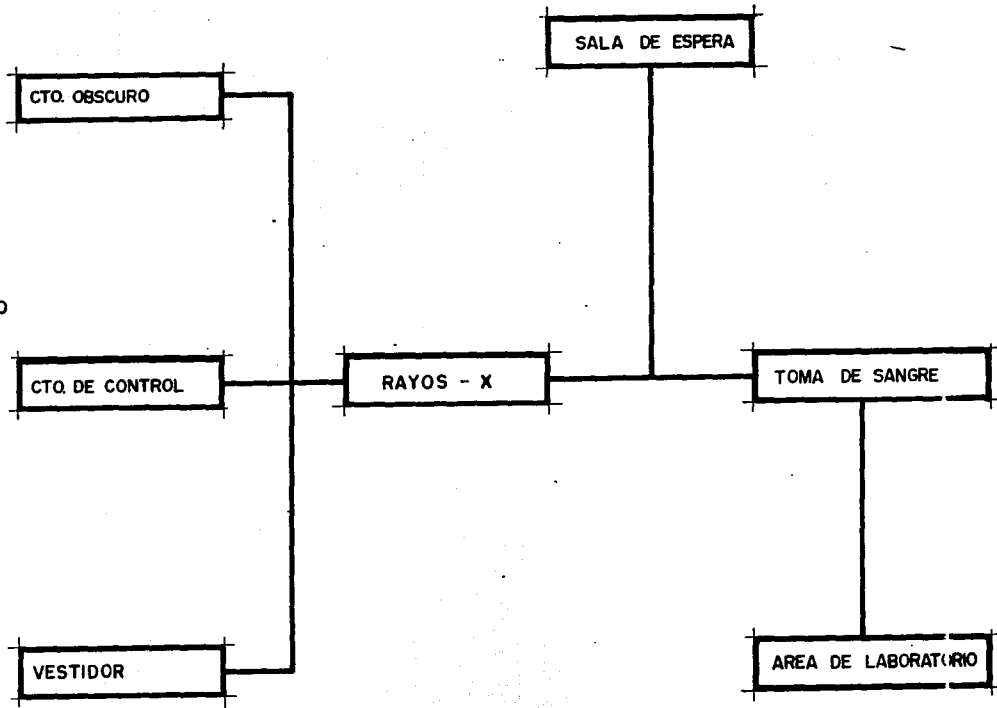 SALA DE ESPERA
CTO. OBSCURO
CTO. DE CONTROL
RAYOS - X
TOMA DE SANGRE
VESTIDOR
AREA DE LABORATORIO